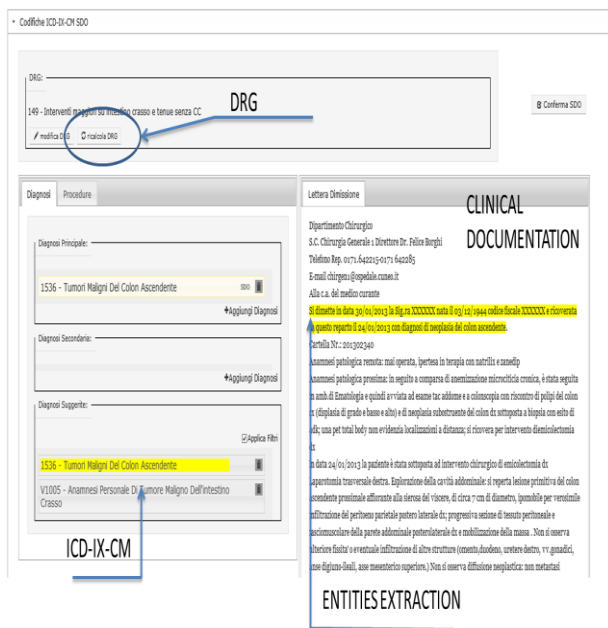 Codifiche ICD-IX-CM SDO
DRG:
149 - Interventi maggiori su intestino crasso e tenue senza CC
modifica DRG
ricalcola DRG
DRG
Conferma SDO
Diagnosi
Procedure
Diagnosi Principale:
1536 - Tumori Maligni Del Colon Ascendente
SDO
+Aggiungi Diagnosi
Diagnosi Secondaria:
+Aggiungi Diagnosi
Diagnosi Suggerite:
Applica Filtri
1536 - Tumori Maligni Del Colon Ascendente
V1005 - Anamnesi Personale Di Tumore Maligno Dell'intestino
Crasso
ICD-IX-CM
Lettera Dimissione
CLINICAL
DOCUMENTATION
Dipartimento Chirurgico
S.C. Chirurgia Generale 1 Direttore Dr. Felice Borghi
Telefono Rep. 0171.642215-0171 642285
E-mail chirgen1@ospedale.cuneo.it
Alla c.a. del medico curante
Si dimette in data 30/01/2013 la Sig.ra XXXXXX nata il 03/12/1944 codice fiscale XXXXXX e ricoverata
questo reparto il 24/01/2013 con diagnosi di neoplasia del colon ascendente.
Cartella Nr.: 201302340
Anamnesi patologica remota: mai operata, ipertesa in terapia con natrilix e zanedip
Anamnesi patologica prossima: in seguito a comparsa di anemizzazione microcitica cronica, è stata seguita
in amb.di Ematologia e quindi avviata ad esame tac addome e a colonscopia con riscontro di polipi del colon
dx (displasia di grado e basso e alto) e di neoplasia substruente del colon dx sottoposta a biopsia con esito di
adk; una pet total body non evidenzia localizzazioni a distanza; si ricovera per intervento diemicolectomia
dx
In data 24/01/2013 la paziente è stata sottoposta ad intervento chirurgico di emicolectomia dx
Laparotomia trasversale destra. Esplorazione della cavità addominale: si reperta lesione primitiva del colon
ascendente prossimale affiorante alla sierosa del viscere, di circa 7 cm di diametro, ipomobile per verosimile
infiltrazione del peritoneo parietale postero laterale dx; progressiva sezione di tessuto peritoneale e
fasciomuscolare della parete addominale posterolaterale dx e mobilizzazione della massa . Non si osserva
ulteriore fissita' o eventuale infiltrazione di altre strutture (omento,duodeno, uretere destro, vv.gonadici,
anse digiuno-ileali, asse mesenterico superiore.) Non si osserva diffusione neoplastica: non metastasi
ENTITIES EXTRACTION